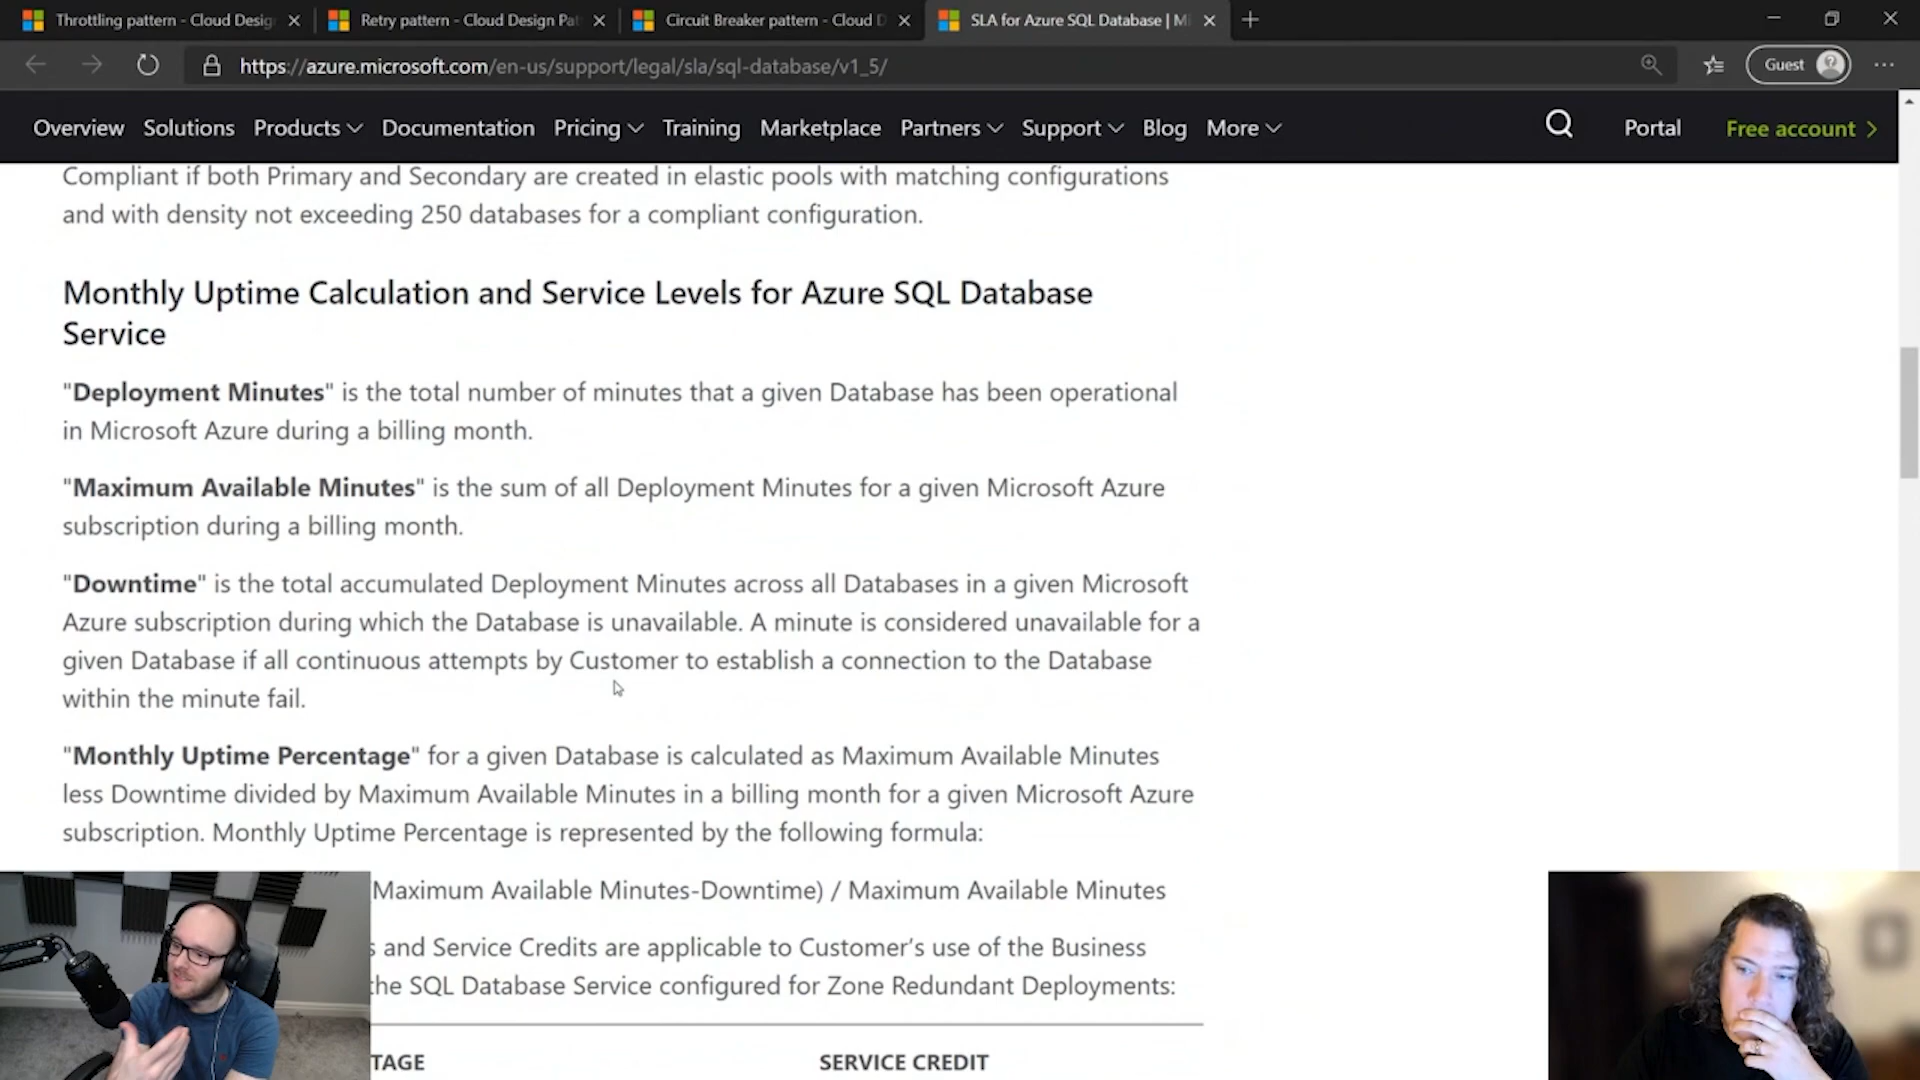 Throttling pattern - Cloud Desig
Retry pattern - Cloud Design Pa
Circuit Breaker pattern - Cloud D
SLA for Azure SQL Database | Mi
https://azure.microsoft.com/en-us/support/legal/sla/sql-database/v1_5/
Guest
Overview Solutions Products Documentation Pricing Training Marketplace Partners Support Blog More Portal Free account
Compliant if both Primary and Secondary are created in elastic pools with matching configurations
and with density not exceeding 250 databases for a compliant configuration.
Monthly Uptime Calculation and Service Levels for Azure SQL Database
Service
"Deployment Minutes" is the total number of minutes that a given Database has been operational
in Microsoft Azure during a billing month.
"Maximum Available Minutes" is the sum of all Deployment Minutes for a given Microsoft Azure
subscription during a billing month.
"Downtime" is the total accumulated Deployment Minutes across all Databases in a given Microsoft
Azure subscription during which the Database is unavailable. A minute is considered unavailable for a
given Database if all continuous attempts by Customer to establish a connection to the Database
within the minute fail.
"Monthly Uptime Percentage" for a given Database is calculated as Maximum Available Minutes
less Downtime divided by Maximum Available Minutes in a billing month for a given Microsoft Azure
subscription. Monthly Uptime Percentage is represented by the following formula:
Maximum Available Minutes-Downtime) / Maximum Available Minutes
s and Service Credits are applicable to Customer's use of the Business
the SQL Database Service configured for Zone Redundant Deployments:
TAGE SERVICE CREDIT